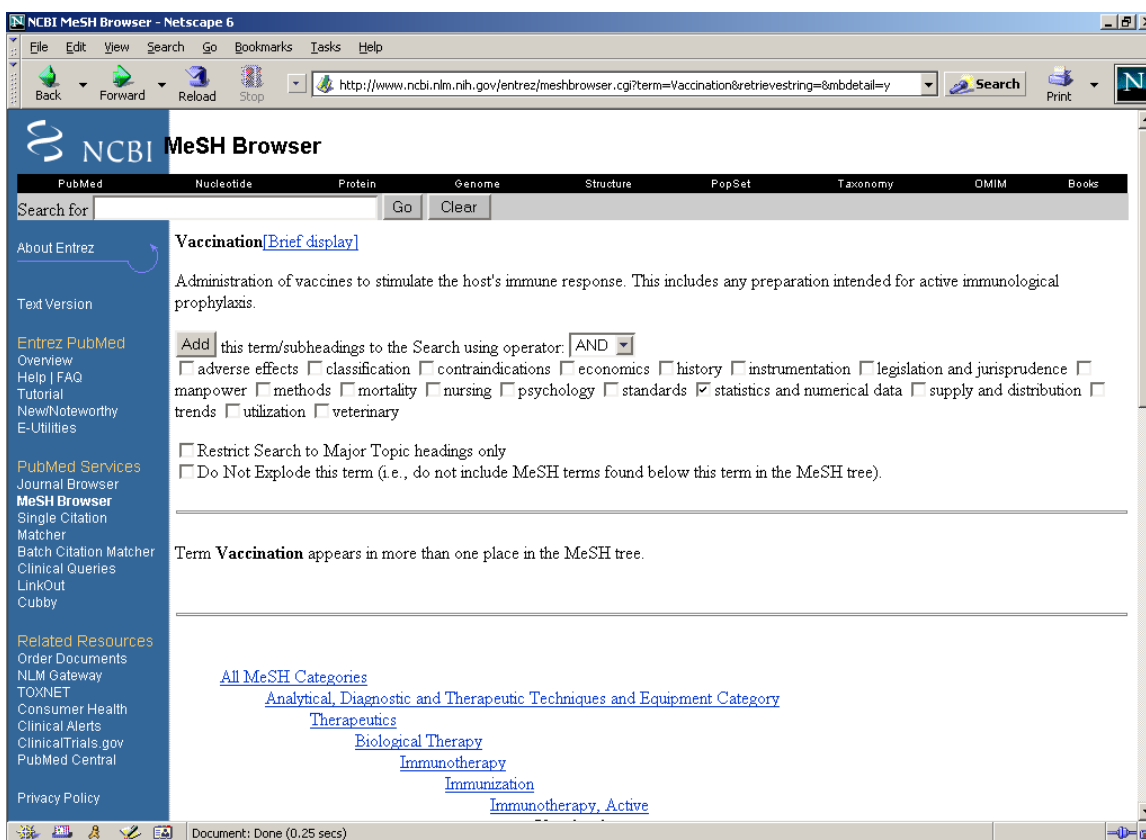 NCBI MeSH Browser - Netscape 6
File Edit View Search Go Bookmarks Tasks Help
Back Forward Reload Stop http://www.ncbi.nlm.nih.gov/entrez/meshbrowser.cgi?term=Vaccination&retrievestring=&mbdetail=y Search Print N
NCBI MeSH Browser
PubMed Nucleotide Protein Genome Structure PopSet Taxonomy OMIM Books
Search for Go Clear
About Entrez
Text Version
Entrez PubMed
Overview
Help | FAQ
Tutorial
New/Noteworthy
E-Utilities
PubMed Services
Journal Browser
MeSH Browser
Single Citation
Matcher
Batch Citation Matcher
Clinical Queries
LinkOut
Cubby
Related Resources
Order Documents
NLM Gateway
TOXNET
Consumer Health
Clinical Alerts
ClinicalTrials.gov
PubMed Central
Privacy Policy
Vaccination[Brief display]
Administration of vaccines to stimulate the host's immune response. This includes any preparation intended for active immunological
prophylaxis.
Add this term/subheadings to the Search using operator: AND
adverse effects classification contraindications economics history instrumentation legislation and jurisprudence
manpower methods mortality nursing psychology standards statistics and numerical data supply and distribution
trends utilization veterinary
Restrict Search to Major Topic headings only
Do Not Explode this term (i.e., do not include MeSH terms found below this term in the MeSH tree).
Term Vaccination appears in more than one place in the MeSH tree.
All MeSH Categories
Analytical, Diagnostic and Therapeutic Techniques and Equipment Category
Therapeutics
Biological Therapy
Immunotherapy
Immunization
Immunotherapy, Active
Document: Done (0.25 secs)